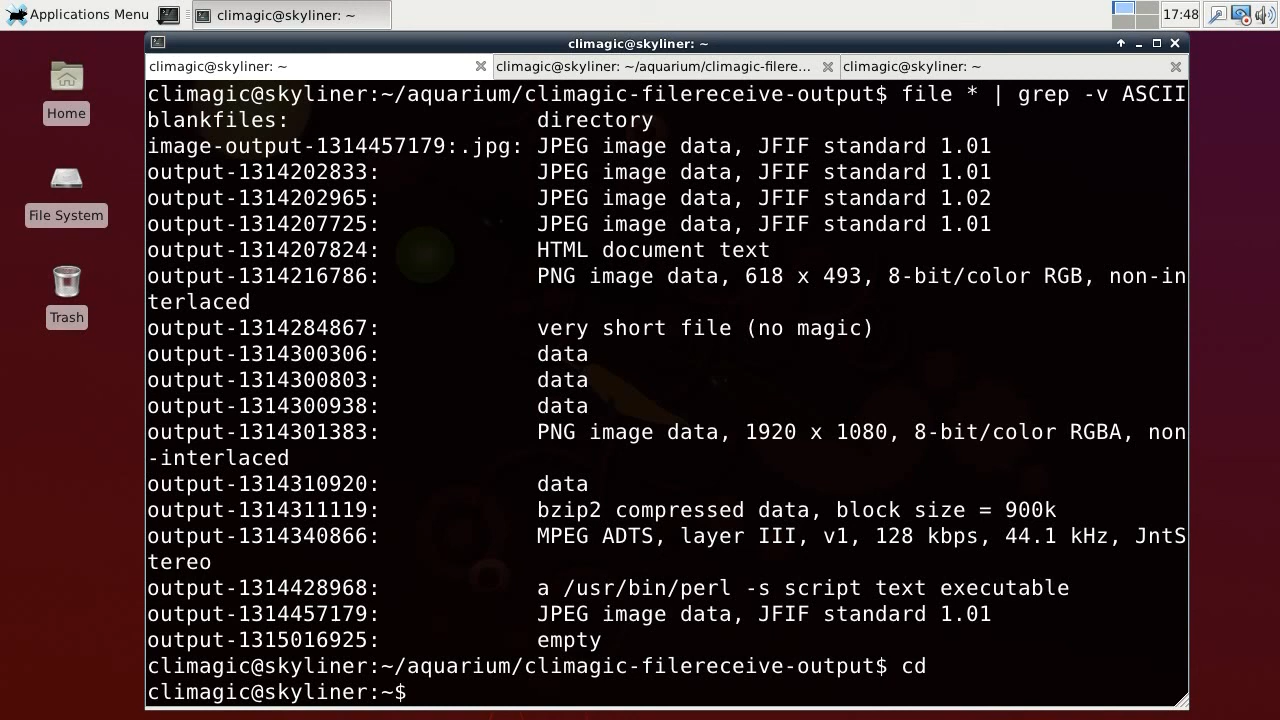 Applications Menu
climagic@skyliner: ~
17:48
climagic@skyliner: ~
climagic@skyliner: ~
climagic@skyliner: ~/aquarium/climagic-filere...
climagic@skyliner: ~
Home
File System
Trash
climagic@skyliner:~/aquarium/climagic-filereceive-output$ file * | grep -v ASCII
blankfiles:                   directory
image-output-1314457179:.jpg: JPEG image data, JFIF standard 1.01
output-1314202833:            JPEG image data, JFIF standard 1.01
output-1314202965:            JPEG image data, JFIF standard 1.02
output-1314207725:            JPEG image data, JFIF standard 1.01
output-1314207824:            HTML document text
output-1314216786:            PNG image data, 618 x 493, 8-bit/color RGB, non-in
terlaced
output-1314284867:            very short file (no magic)
output-1314300306:            data
output-1314300803:            data
output-1314300938:            data
output-1314301383:            PNG image data, 1920 x 1080, 8-bit/color RGBA, non
-interlaced
output-1314310920:            data
output-1314311119:            bzip2 compressed data, block size = 900k
output-1314340866:            MPEG ADTS, layer III, v1, 128 kbps, 44.1 kHz, JntS
tereo
output-1314428968:            a /usr/bin/perl -s script text executable
output-1314457179:            JPEG image data, JFIF standard 1.01
output-1315016925:            empty
climagic@skyliner:~/aquarium/climagic-filereceive-output$ cd
climagic@skyliner:~$